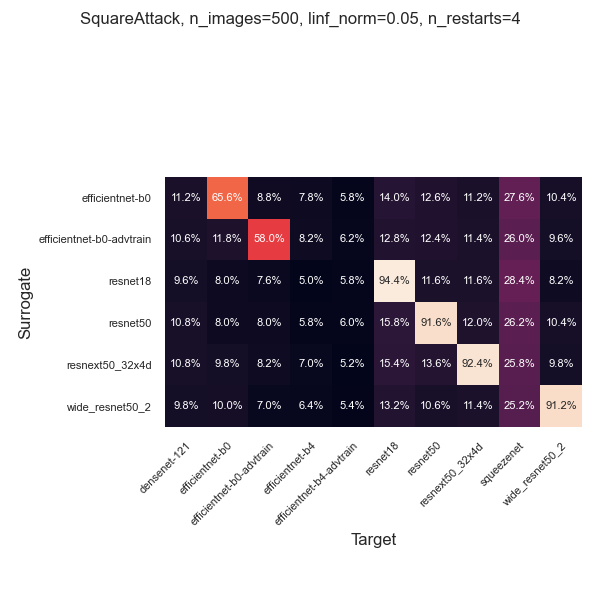 SquareAttack, n_images=500, linf_norm=0.05, n_restarts=4
Surrogate
efficientnet-b0 11.2% 65.6% 8.8% 7.8% 5.8% 14.0% 12.6% 11.2% 27.6% 10.4%
efficientnet-b0-advtrain 10.6% 11.8% 58.0% 8.2% 6.2% 12.8% 12.4% 11.4% 26.0% 9.6%
resnet18 9.6% 8.0% 7.6% 5.0% 5.8% 94.4% 11.6% 11.6% 28.4% 8.2%
resnet50 10.8% 8.0% 8.0% 5.8% 6.0% 15.8% 91.6% 12.0% 26.2% 10.4%
resnext50_32x4d 10.8% 9.8% 8.2% 7.0% 5.2% 15.4% 13.6% 92.4% 25.8% 9.8%
wide_resnet50_2 9.8% 10.0% 7.0% 6.4% 5.4% 13.2% 10.6% 11.4% 25.2% 91.2%
densenet-121
efficientnet-b0
efficientnet-b0-advtrain
efficientnet-b4
efficientnet-b4-advtrain
resnet18
resnet50
resnext50_32x4d
squeezenet
wide_resnet50_2
Target